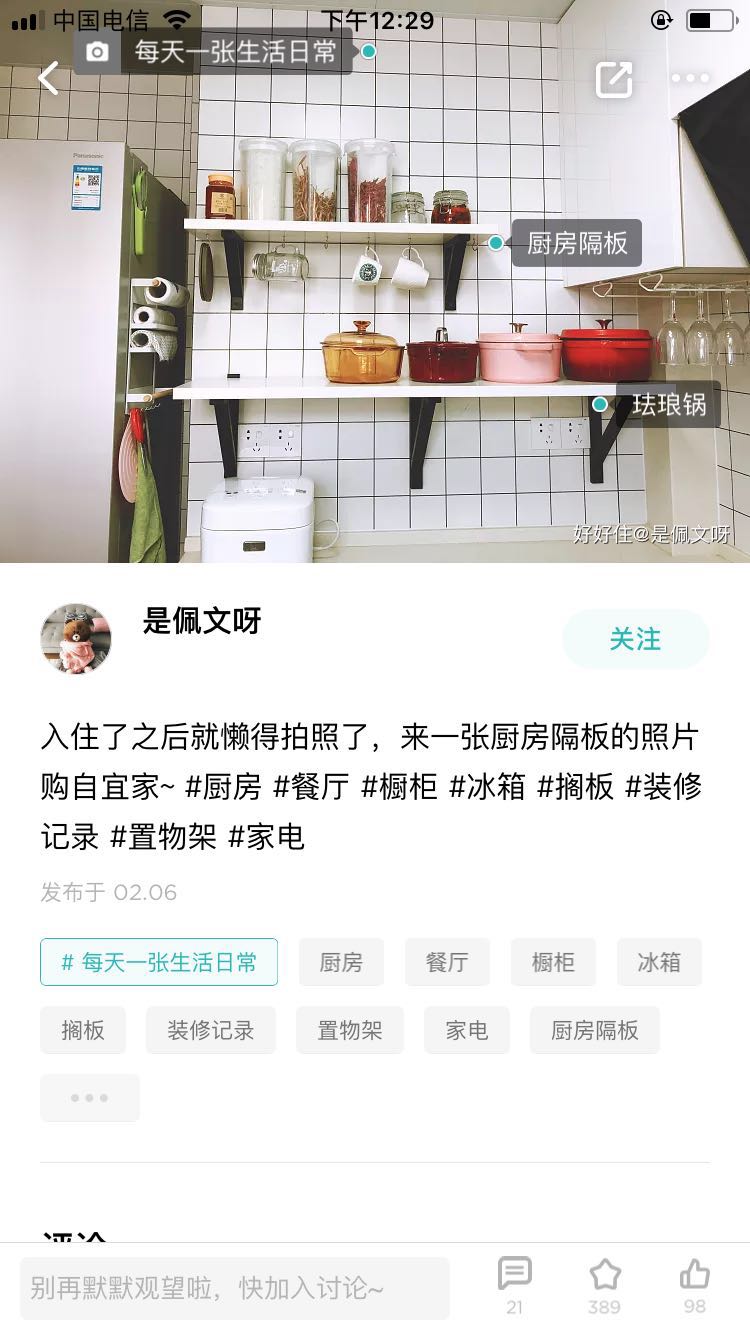 中国电信
下午12:29
每天一张生活日常
Panasonic
厨房隔板
珐琅锅
好好住@是佩文呀
是佩文呀
关注
入住了之后就懒得拍照了，来一张厨房隔板的照片
购自宜家~ #厨房 #餐厅 #橱柜 #冰箱 #搁板 #装修
记录 #置物架 #家电
发布于 02.06
# 每天一张生活日常 厨房 餐厅 橱柜 冰箱
搁板 装修记录 置物架 家电 厨房隔板
评论
别再默默观望啦，快加入讨论~
21 389 98